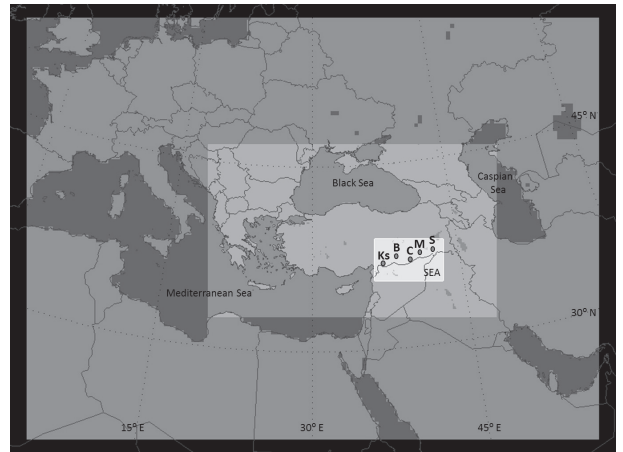 45° N
Black Sea
Caspian
Sea
Ks B C M S
SEA
Mediterranean Sea
30° N
15° E 30° E 45° E